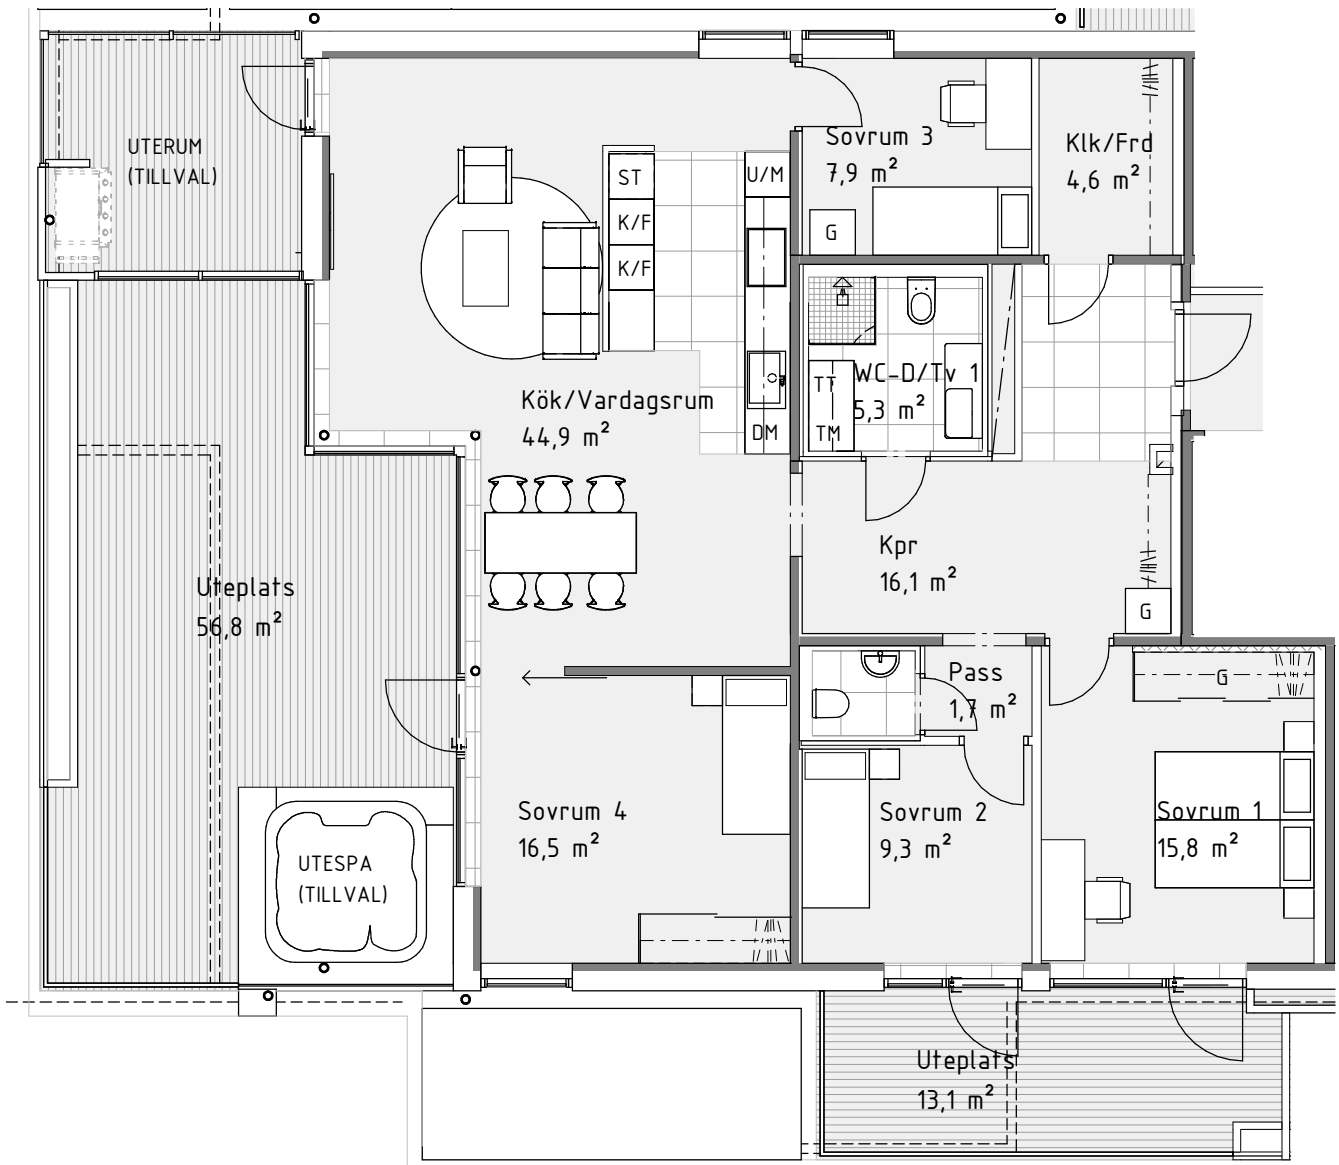 UTERUM
(TILLVAL)
ST
K/F
K/F
U/M
DM
Sovrum 3
7,9 m²
G
Klk/Frd
4,6 m²
WC-D/Tv 1
5,3 m²
TT
TM
Kök/Vardagsrum
44,9 m²
Kpr
16,1 m²
G
Uteplats
56,8 m²
Pass
1,7 m²
G
Sovrum 4
16,5 m²
Sovrum 2
9,3 m²
Sovrum 1
15,8 m²
UTESPA
(TILLVAL)
Uteplats
13,1 m²